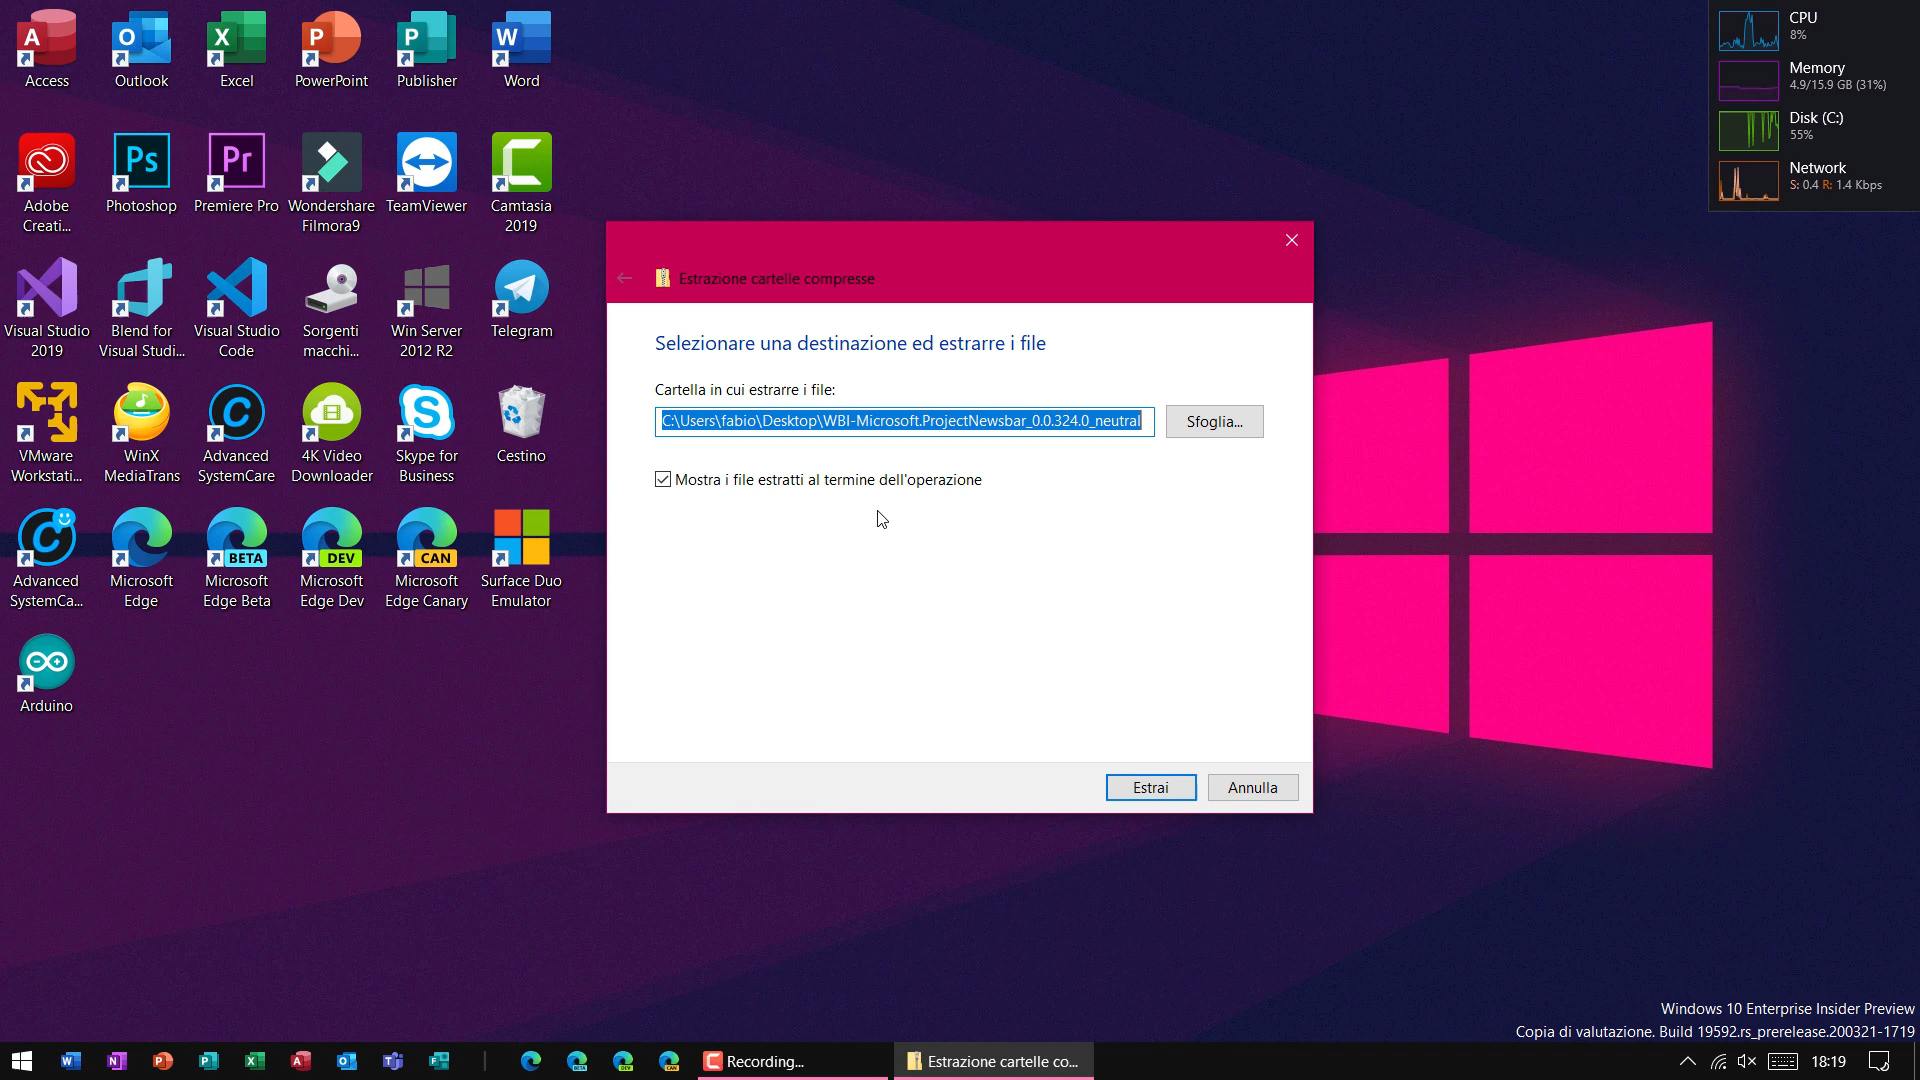 Access
Outlook
Excel
PowerPoint
Publisher
Word
Adobe
Creati...
Photoshop
Premiere Pro
Wondershare
Filmora9
TeamViewer
Camtasia
2019
Visual Studio
2019
Blend for
Visual Studi...
Visual Studio
Code
Sorgenti
macchi...
Win Server
2012 R2
Telegram
VMware
Workstati...
WinX
MediaTrans
Advanced
SystemCare
4K Video
Downloader
Skype for
Business
Cestino
Advanced
SystemCa...
Microsoft
Edge
BETA
Microsoft
Edge Beta
DEV
Microsoft
Edge Dev
CAN
Microsoft
Edge Canary
Surface Duo
Emulator
Arduino
CPU
8%
Memory
4.9/15.9 GB (31%)
Disk (C:)
55%
Network
S: 0.4 R: 1.4 Kbps
Estrazione cartelle compresse
Selezionare una destinazione ed estrarre i file
Cartella in cui estrarre i file:
C:\Users\fabio\Desktop\WBI-Microsoft.ProjectNewsbar_0.0.324.0_neutral
Sfoglia...
Mostra i file estratti al termine dell'operazione
Estrai
Annulla
Windows 10 Enterprise Insider Preview
Copia di valutazione. Build 19592.rs_prerelease.200321-1719
Recording...
Estrazione cartelle co...
18:19